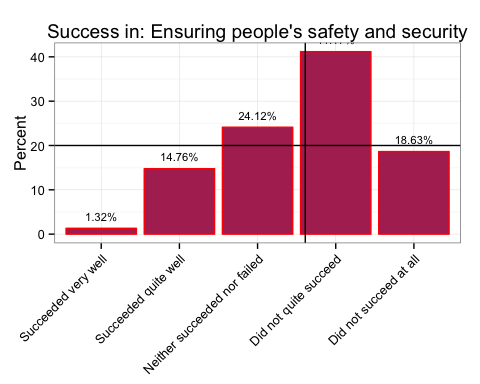 Success in: Ensuring people's safety and security
40
30
20
10
0
Percent
1.32%
14.76%
24.12%
18.63%
Succeeded very well
Succeeded quite well
Neither succeeded nor failed
Did not quite succeed
Did not succeed at all